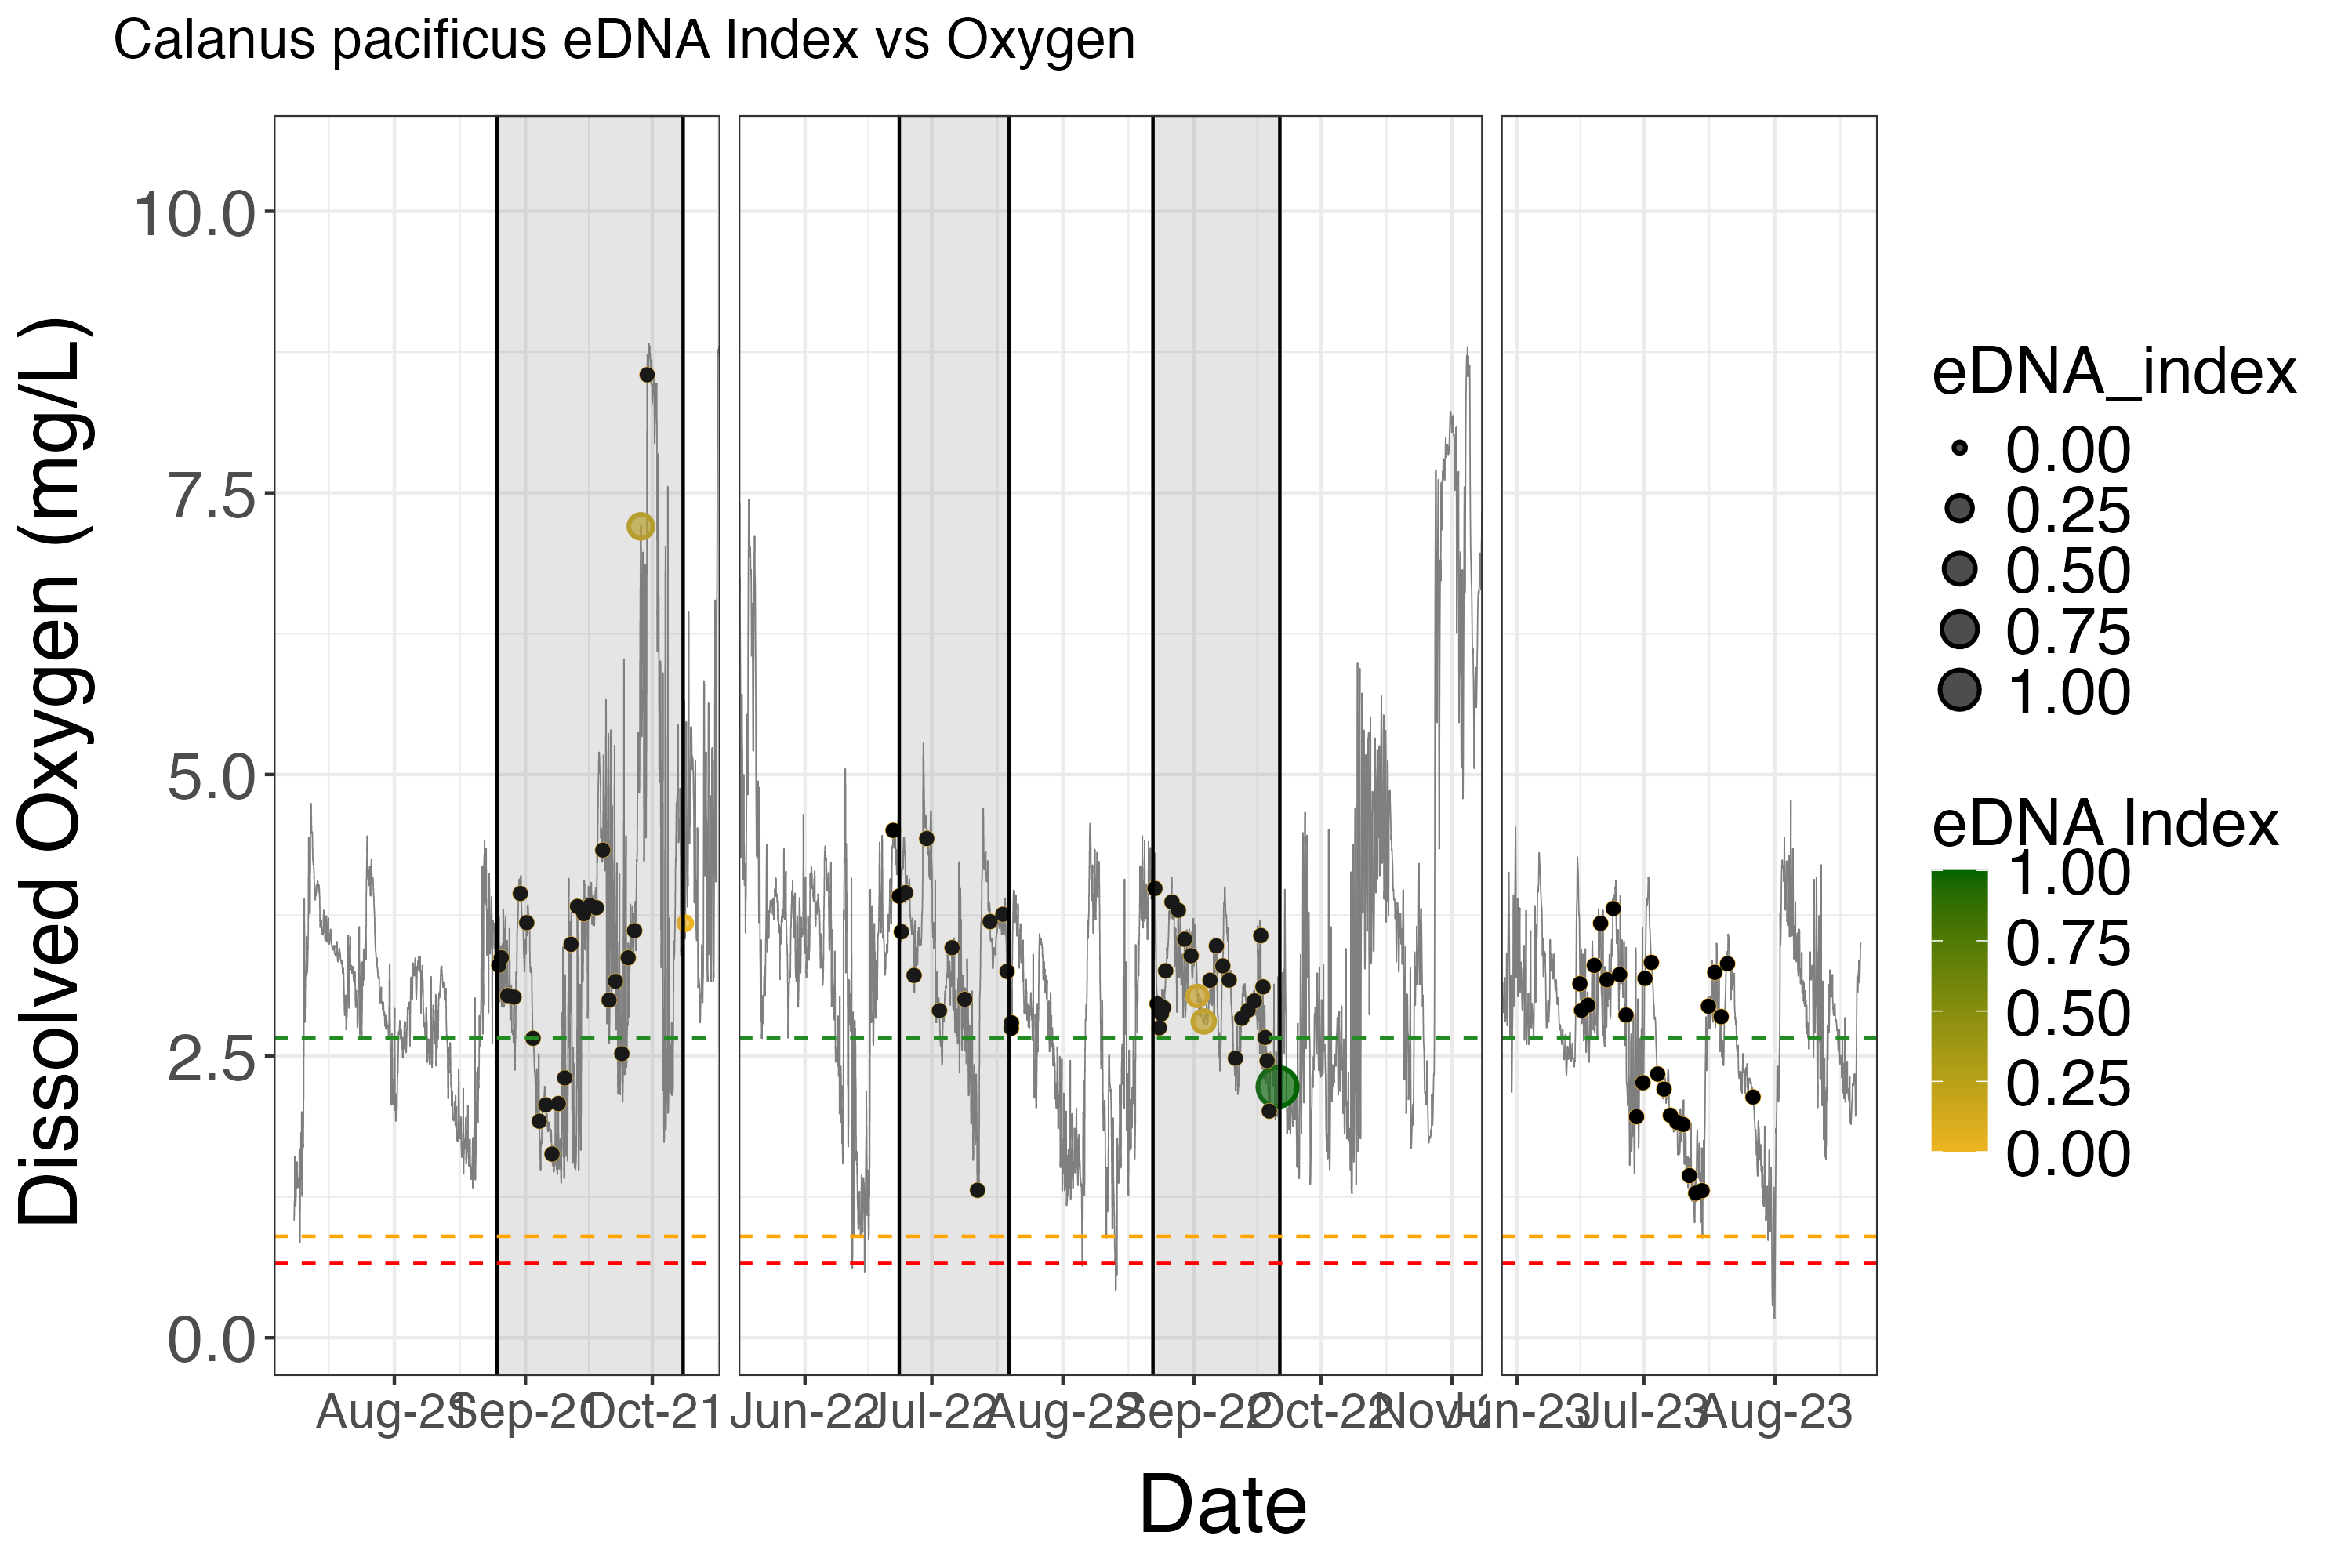 Calanus pacificus eDNA Index vs Oxygen
Dissolved Oxygen (mg/L)
10.0
7.5
5.0
2.5
0.0
Aug-21
Sep-21
Oct-21
Jun-22
Jul-22
Aug-22
Sep-22
Oct-22
Nov-22
Jun-23
Jul-23
Aug-23
Date
eDNA_index
0.00
0.25
0.50
0.75
1.00
eDNA Index
1.00
0.75
0.50
0.25
0.00